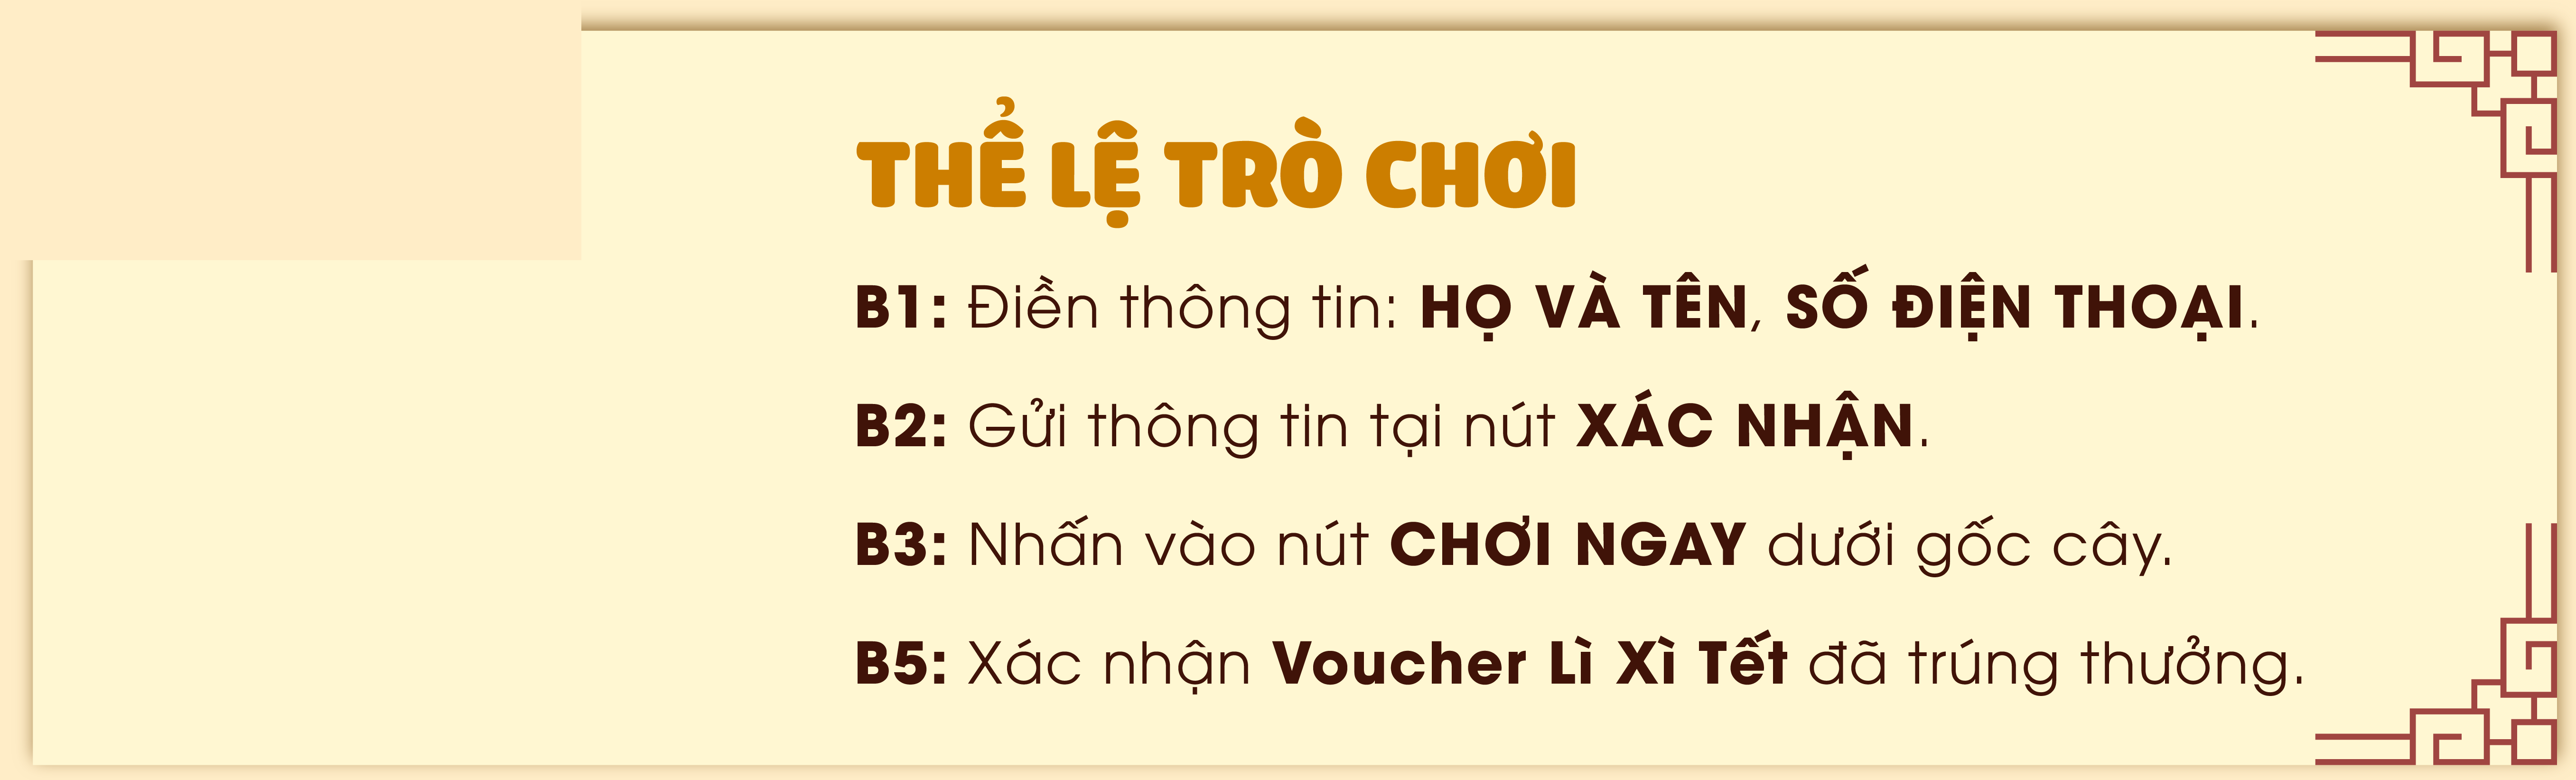 THỂ LỆ TRÒ CHƠI
B1: Điền thông tin: HỌ VÀ TÊN, SỐ ĐIỆN THOẠI.
B2: Gửi thông tin tại nút XÁC NHẬN.
B3: Nhấn vào nút CHƠI NGAY dưới gốc cây.
B5: Xác nhận Voucher Lì Xì Tết đã trúng thưởng.